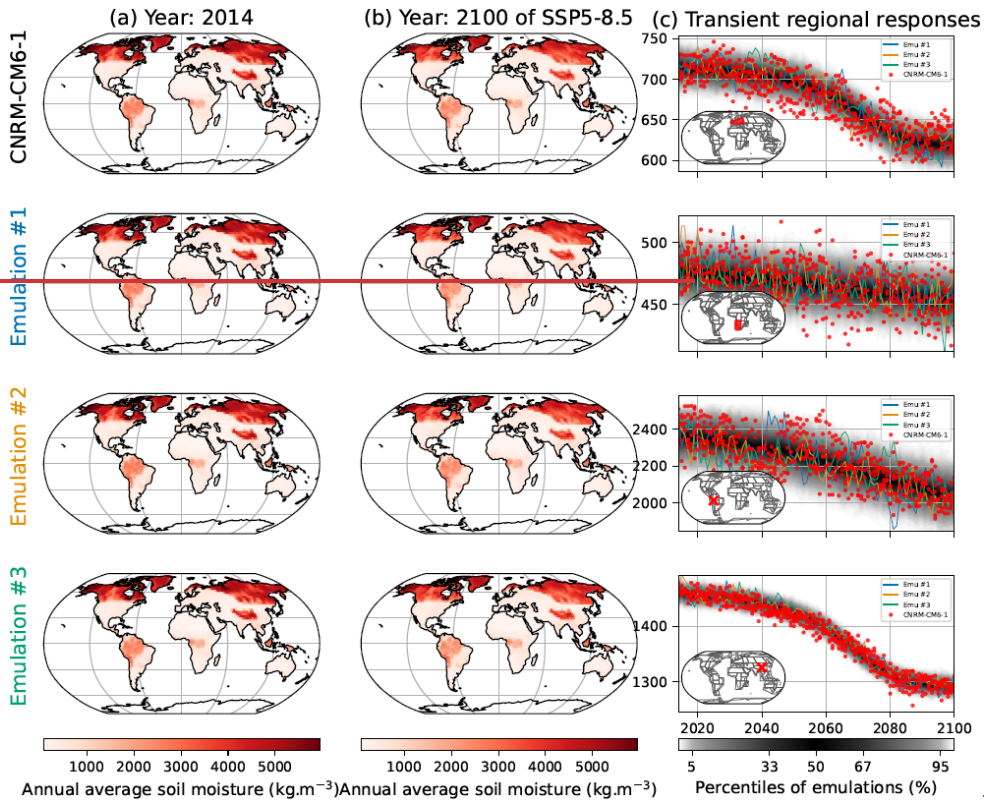 (a) Year: 2014
(b) Year: 2100 of SSP5-8.5
(c) Transient regional responses
CNRM-CM6-1
750
700
650
600
Emu #1
Emu #2
Emu #3
CNRM-CM6-1
Emulation #1
500
450
2020
2040
2060
2080
2100
Emu #1
Emu #2
Emu #3
CNRM-CM6-1
Emulation #2
2400
2200
2000
Emu #1
Emu #2
Emu #3
CNRM-CM6-1
Emulation #3
1400
1300
Emu #1
Emu #2
Emu #3
CNRM-CM6-1
2020 2040 2060 2080 2100
1000 2000 3000 4000 5000
Annual average soil moisture (kg.m−3)
1000 2000 3000 4000 5000
Annual average soil moisture (kg.m−3)
5 33 50 67 95
Percentiles of emulations (%)